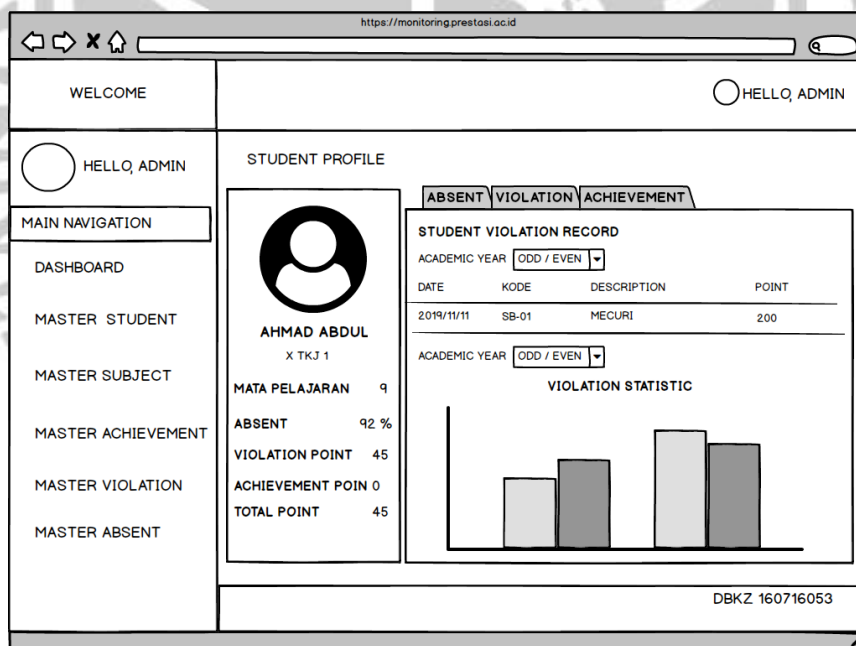 https://monitoring.prestasi.ac.id
WELCOME
HELLO, ADMIN
HELLO, ADMIN
MAIN NAVIGATION
DASHBOARD
MASTER STUDENT
MASTER SUBJECT
MASTER ACHIEVEMENT
MASTER VIOLATION
MASTER ABSENT
STUDENT PROFILE
AHMAD ABDUL
X TKJ 1
MATA PELAJARAN 9
ABSENT 92 %
VIOLATION POINT 45
ACHIEVEMENT POIN 0
TOTAL POINT 45
ABSENT VIOLATION ACHIEVEMENT
STUDENT VIOLATION RECORD
ACADEMIC YEAR ODD / EVEN
DATE KODE DESCRIPTION POINT
2019/11/11 SB-01 MECURI 200
ACADEMIC YEAR ODD / EVEN
VIOLATION STATISTIC
DBKZ 160716053